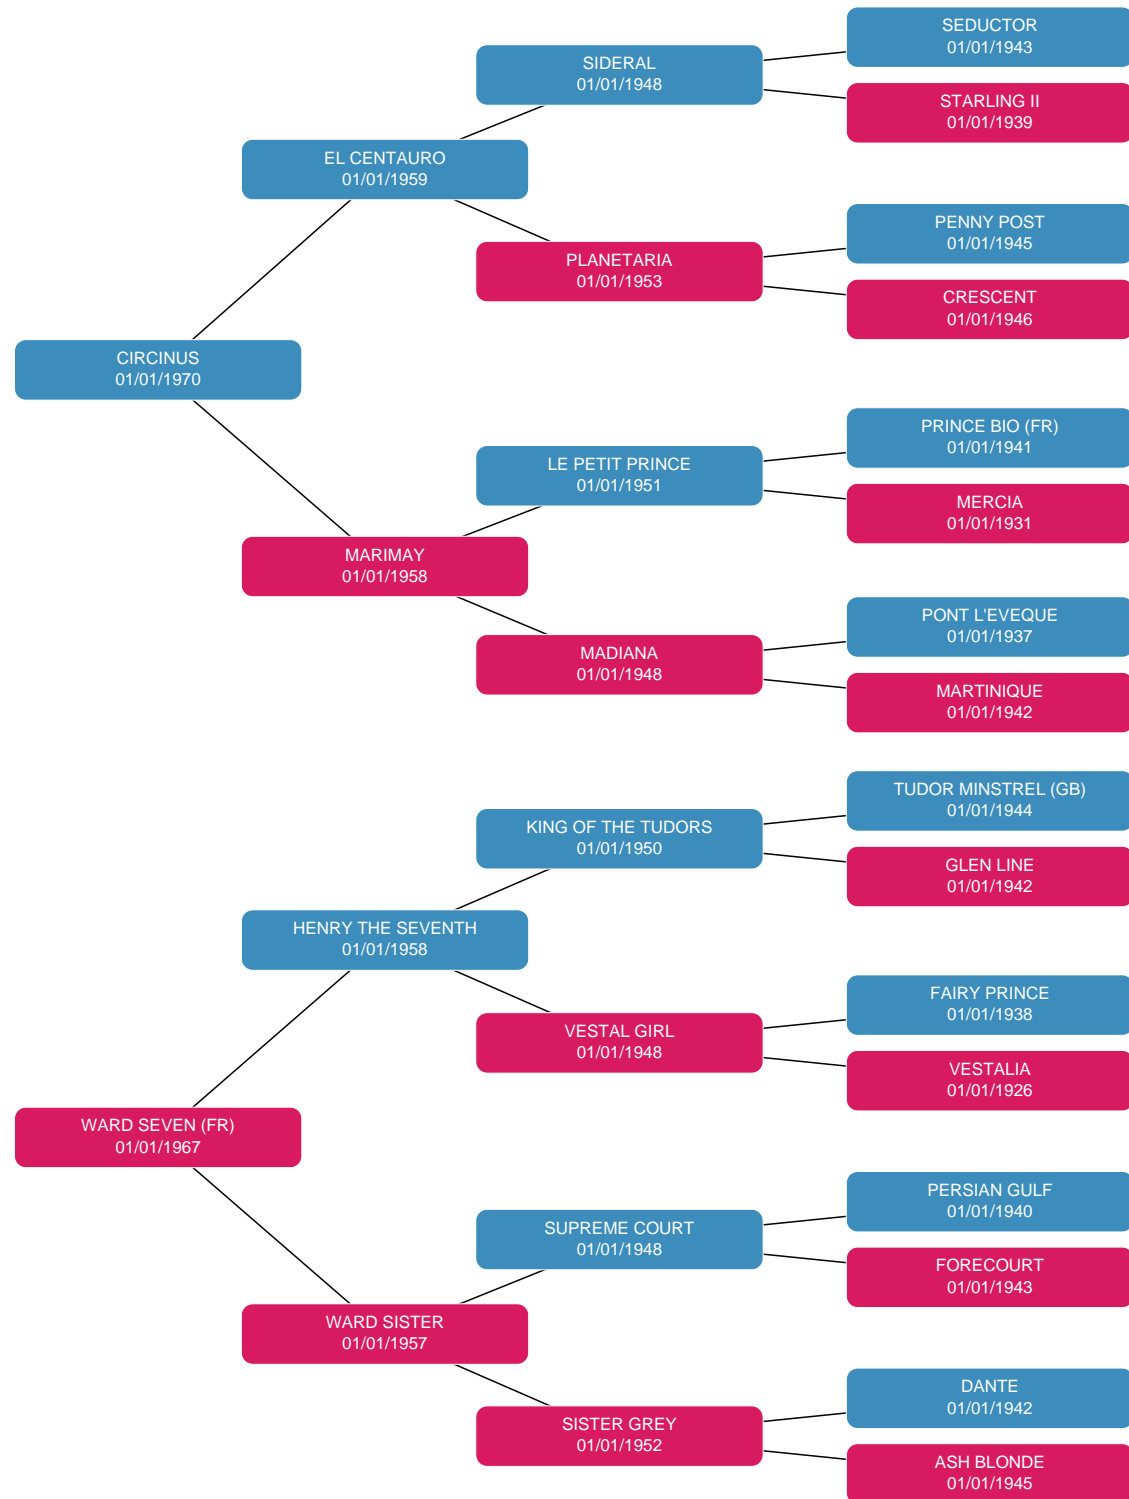 SEDUCTOR
01/01/1943
SIDERAL
01/01/1948
STARLING II
01/01/1939
EL CENTAURO
01/01/1959
PENNY POST
01/01/1945
PLANETARIA
01/01/1953
CRESCENT
01/01/1946
CIRCINUS
01/01/1970
PRINCE BIO (FR)
01/01/1941
LE PETIT PRINCE
01/01/1951
MERCIA
01/01/1931
MARIMAY
01/01/1958
PONT L'EVEQUE
01/01/1937
MADIANA
01/01/1948
MARTINIQUE
01/01/1942
TUDOR MINSTREL (GB)
01/01/1944
KING OF THE TUDORS
01/01/1950
GLEN LINE
01/01/1942
HENRY THE SEVENTH
01/01/1958
FAIRY PRINCE
01/01/1938
VESTAL GIRL
01/01/1948
VESTALIA
01/01/1926
WARD SEVEN (FR)
01/01/1967
PERSIAN GULF
01/01/1940
SUPREME COURT
01/01/1948
FORECOURT
01/01/1943
WARD SISTER
01/01/1957
DANTE
01/01/1942
SISTER GREY
01/01/1952
ASH BLONDE
01/01/1945